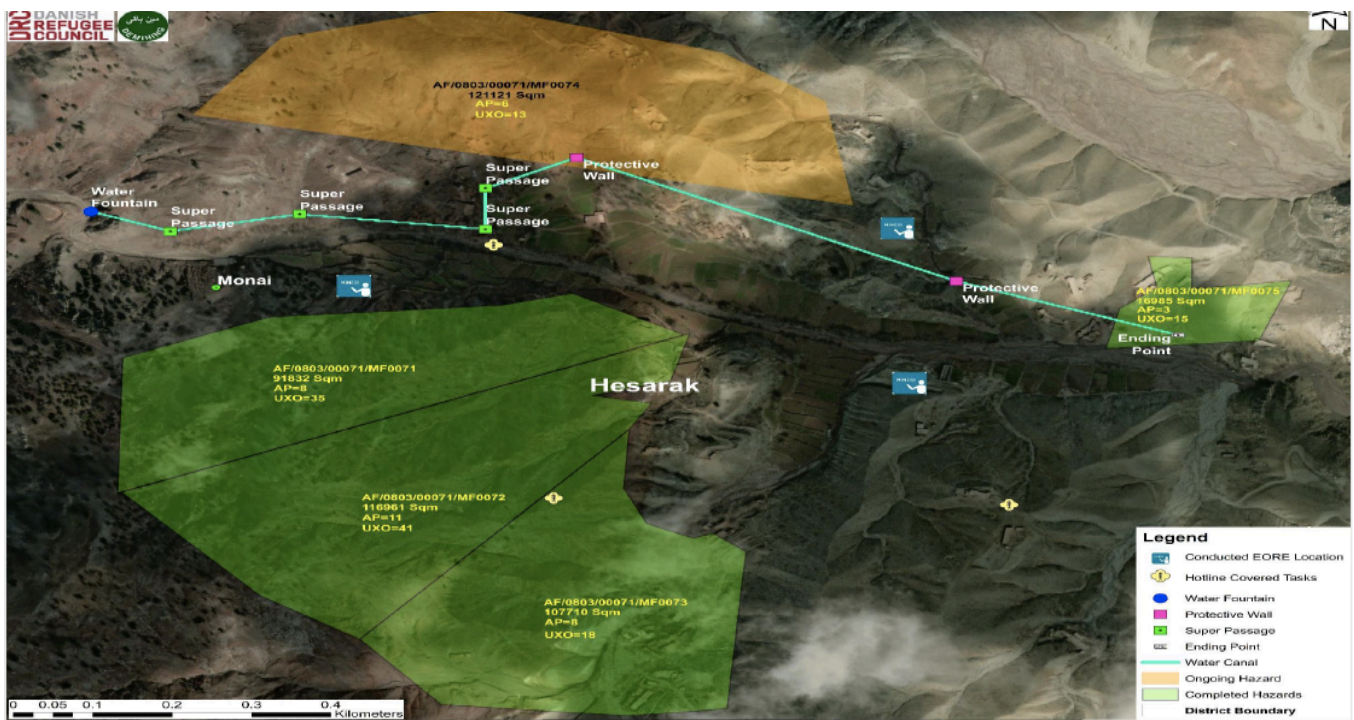 DRC DANISH
REFUGEE
COUNCIL
DEMINING
N
AF/0803/00071/MF0074
121121 Sqm
AP=6
UXO=13
Super
Passage
Protective
Wall
Water
Fountain
Super
Passage
Super
Passage
Super
Passage
Monai
Protective
Wall
AF/0803/00071/MF0075
16985 Sqm
AP=3
UXO=15
Ending
Point
AF/0803/00071/MF0071
91832 Sqm
AP=8
UXO=35
Hesarak
AF/0803/00071/MF0072
116961 Sqm
AP=11
UXO=41
AF/0803/00071/MF0073
107710 Sqm
AP=8
UXO=18
Legend
Conducted EORE Location
Hotline Covered Tasks
Water Fountain
Protective Wall
Super Passage
Ending Point
Water Canal
Ongoing Hazard
Completed Hazards
District Boundary
0 0.05 0.1 0.2 0.3 0.4
Kilometers